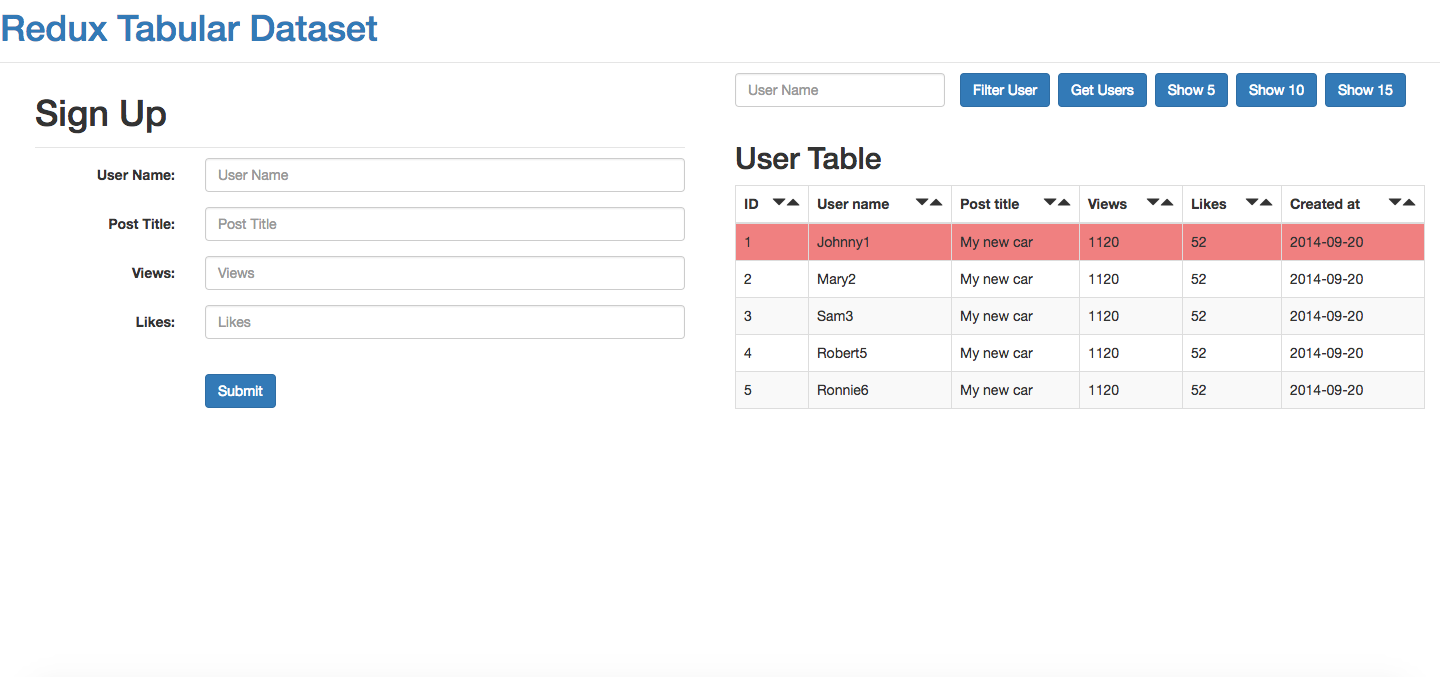 Redux Tabular Dataset
Sign Up
User Name: User Name
Post Title: Post Title
Views: Views
Likes: Likes
Submit
User Name Filter User Get Users Show 5 Show 10 Show 15
User Table
ID User name Post title Views Likes Created at
1 Johnny1 My new car 1120 52 2014-09-20
2 Mary2 My new car 1120 52 2014-09-20
3 Sam3 My new car 1120 52 2014-09-20
4 Robert5 My new car 1120 52 2014-09-20
5 Ronnie6 My new car 1120 52 2014-09-20